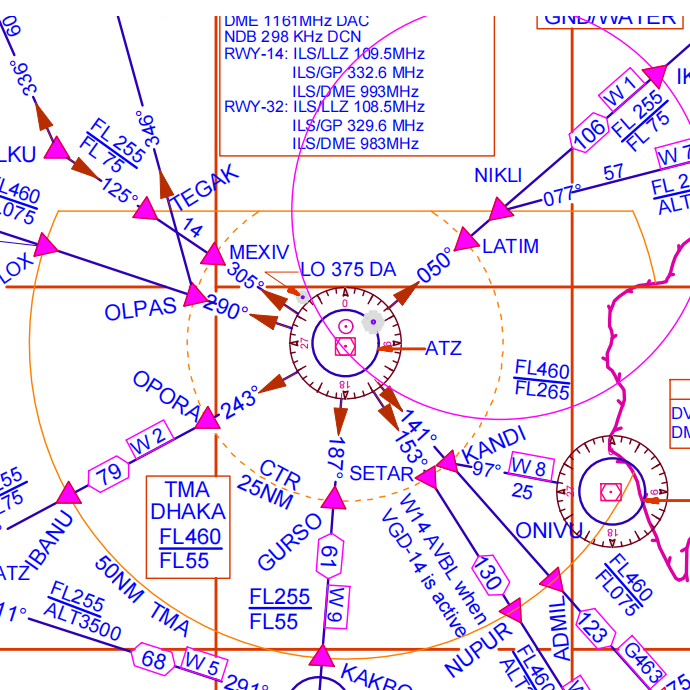 DME 1161MHz DAC
NDB 298 KHz DCN
RWY-14: ILS/LLZ 109.5MHz
ILS/GP 332.6 MHz
ILS/DME 993MHz
RWY-32: ILS/LLZ 108.5MHz
ILS/GP 329.6 MHz
ILS/DME 983MHz
GND/WATER
60
336°
346°
LKU
FL 255
FL 75
125°
TEGAK
14
FL460
FL075
LOX
MEXIV
305°
OLPAS
290°
LO 375 DA
050°
NIKLI
LATIM
077°
57
W 7
106
W 1
FL 255
FL 75
IK
FL 2
ALT
0
9
18
27
ATZ
FL460
FL265
DV
DM
OPORA
243°
W 2
79
IBANU
55
75
ATZ
TMA
DHAKA
FL460
FL55
CTR
25NM
187°
141°
153°
SETAR
KANDI
97°
W 8
25
27
9
18
ONIVU
FL460
FL075
GURSO
61
W 9
FL255
FL55
W14 AVBL when
VGD-14 is active
130
NUPUR
ADMIL
123
G463
FL460
ALT
W
75
50NM TMA
FL255
ALT3500
11°
68
W 5
291°
KAKRO